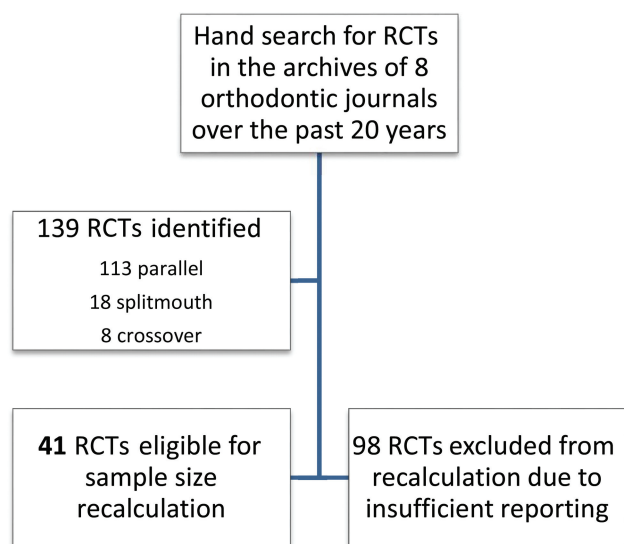 Hand search for RCTs
in the archives of 8
orthodontic journals
over the past 20 years
139 RCTs identified
113 parallel
18 splitmouth
8 crossover
41 RCTs eligible for
sample size
recalculation
98 RCTs excluded from
recalculation due to
insufficient reporting